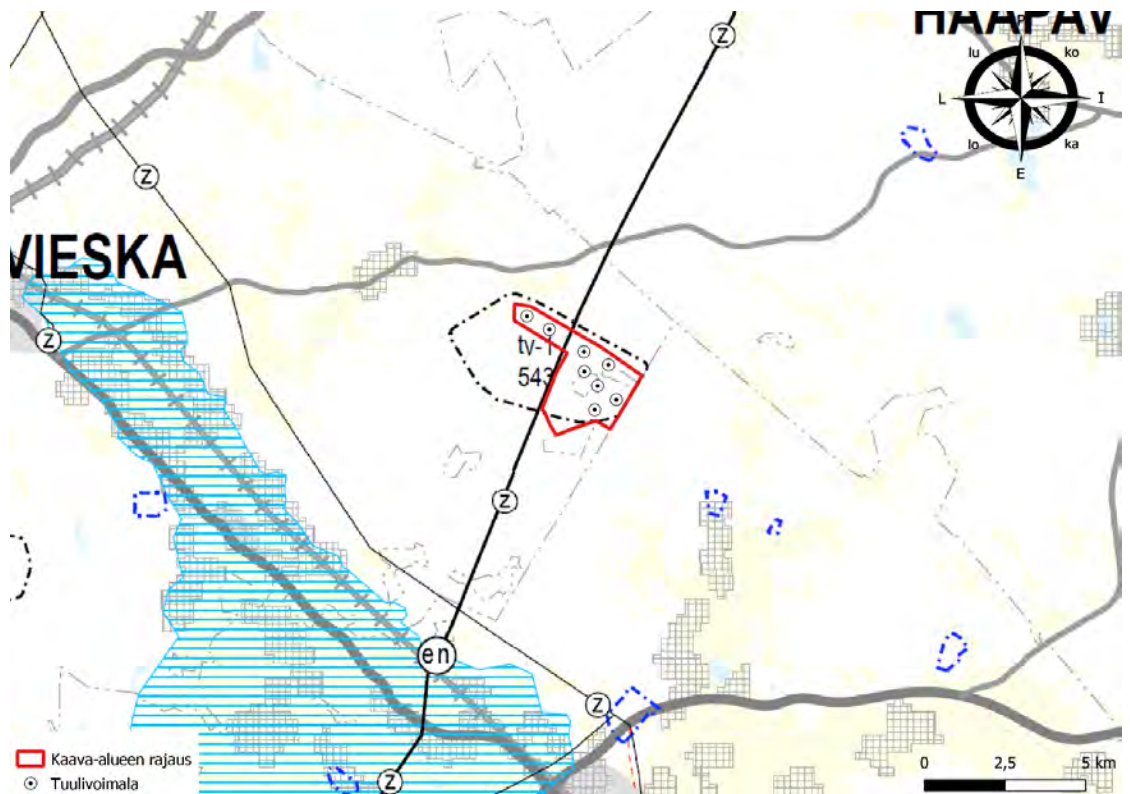 HAAPAV
P
lu ko
L I
lo ka
E
z
z
VIESKA
z
tv-1
543
z
en
z
z
Kaava-alueen rajaus
Tuulivoimala
0 2,5 5 km